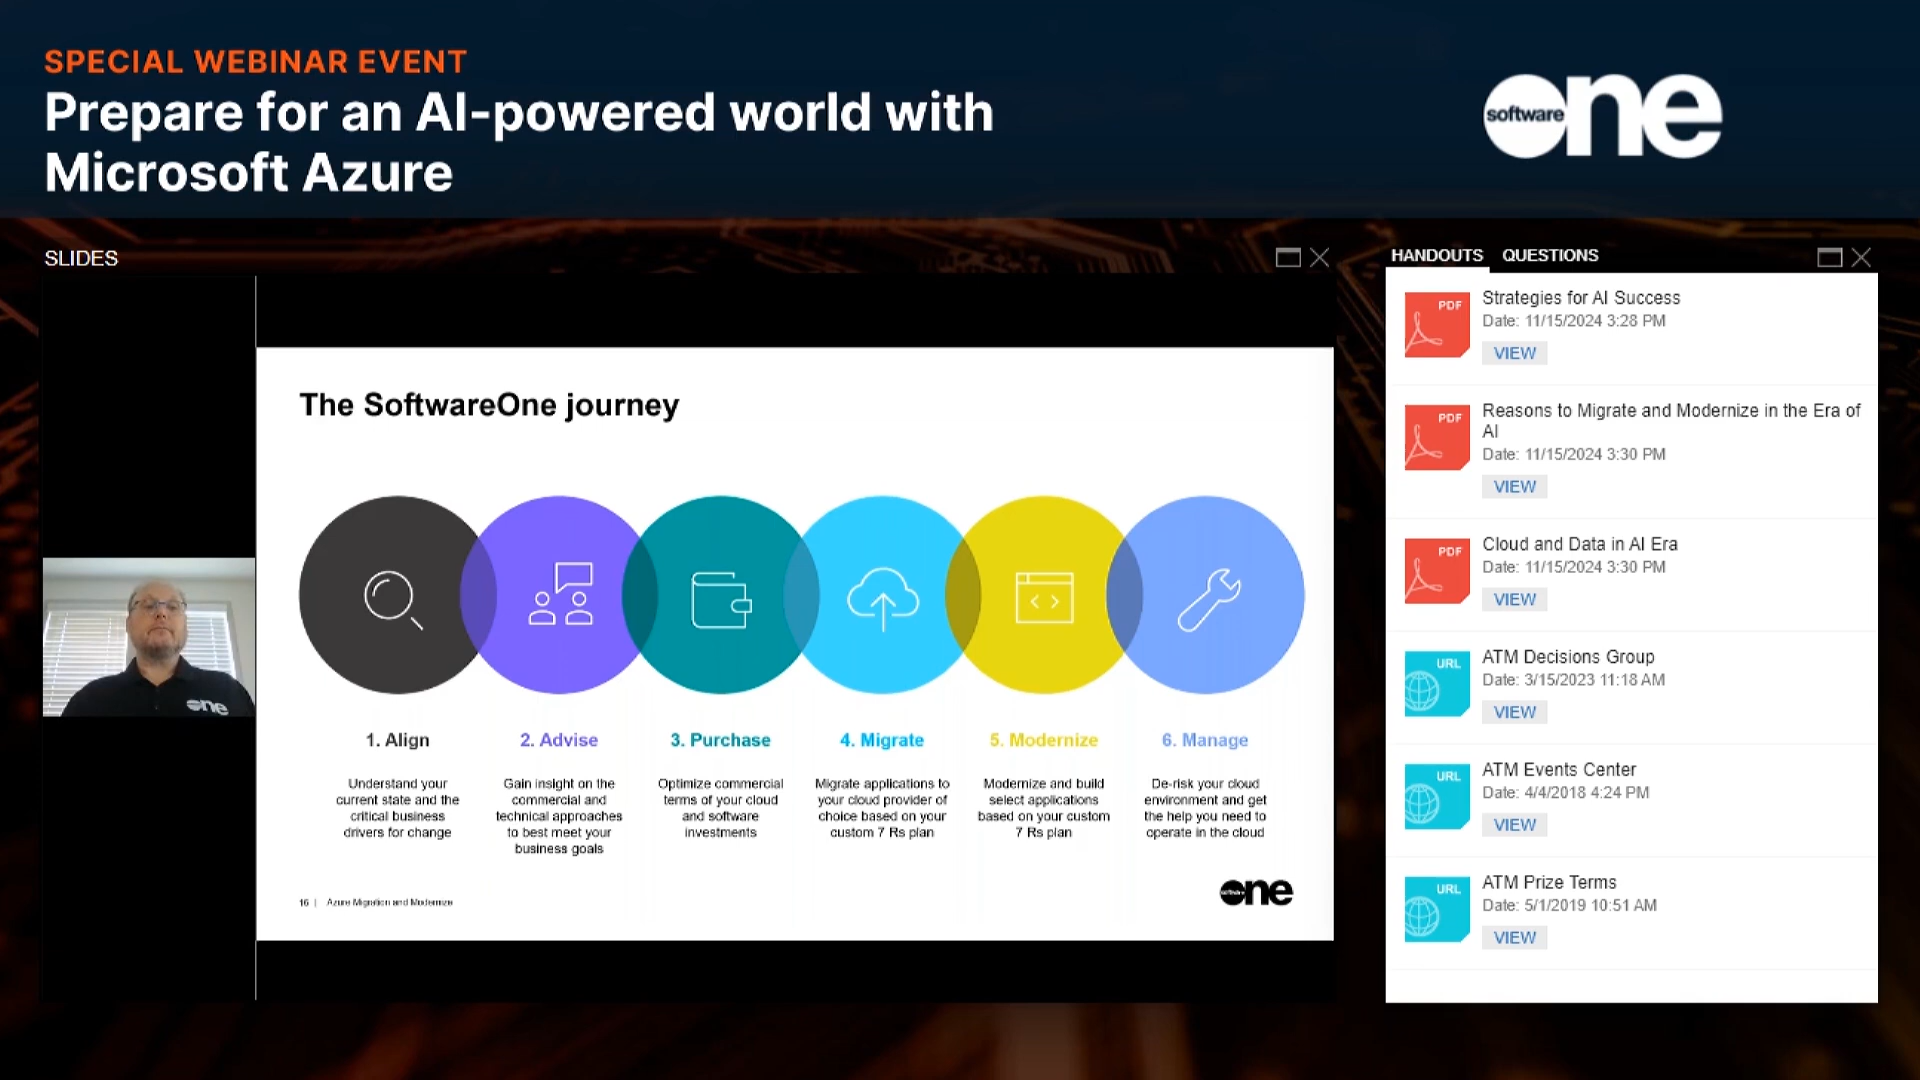 SPECIAL WEBINAR EVENT
Prepare for an AI-powered world with
Microsoft Azure
software one
SLIDES
The SoftwareOne journey
1. Align
Understand your
current state and the
critical business
drivers for change
2. Advise
Gain insight on the
commercial and
technical approaches
to best meet your
business goals
3. Purchase
Optimize commercial
terms of your cloud
and software
investments
4. Migrate
Migrate applications to
your cloud provider of
choice based on your
custom 7 Rs plan
5. Modernize
Modernize and build
select applications
based on your custom
7 Rs plan
6. Manage
De-risk your cloud
environment and get
the help you need to
operate in the cloud
16 | Azure Migration and Modernize
software one
one
HANDOUTS QUESTIONS
PDF
Strategies for AI Success
Date: 11/15/2024 3:28 PM
VIEW
PDF
Reasons to Migrate and Modernize in the Era of
AI
Date: 11/15/2024 3:30 PM
VIEW
PDF
Cloud and Data in AI Era
Date: 11/15/2024 3:30 PM
VIEW
URL
ATM Decisions Group
Date: 3/15/2023 11:18 AM
VIEW
URL
ATM Events Center
Date: 4/4/2018 4:24 PM
VIEW
URL
ATM Prize Terms
Date: 5/1/2019 10:51 AM
VIEW